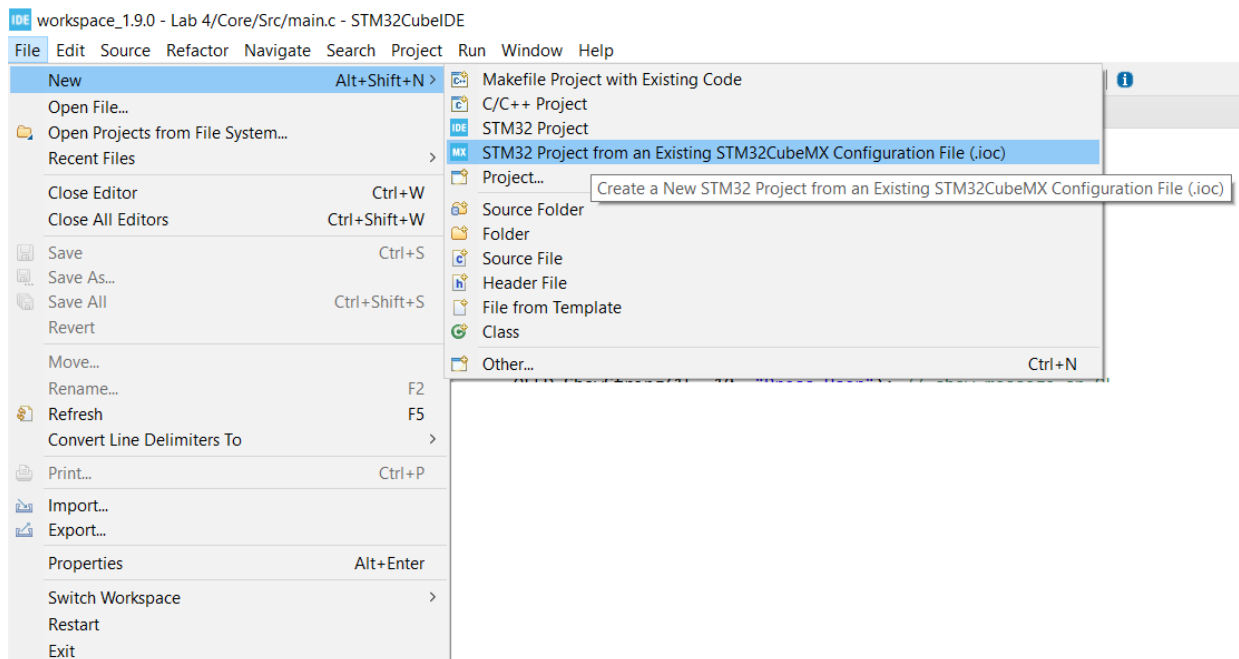 IDE workspace_1.9.0 - Lab 4/Core/Src/main.c - STM32CubeIDE
File Edit Source Refactor Navigate Search Project Run Window Help
New Alt+Shift+N >
Open File...
Open Projects from File System...
Recent Files >
Close Editor Ctrl+W
Close All Editors Ctrl+Shift+W
Save Ctrl+S
Save As...
Save All Ctrl+Shift+S
Revert
Move...
Rename... F2
Refresh F5
Convert Line Delimiters To >
Print... Ctrl+P
Import...
Export...
Properties Alt+Enter
Switch Workspace >
Restart
Exit
Makefile Project with Existing Code
C/C++ Project
IDE STM32 Project
MX STM32 Project from an Existing STM32CubeMX Configuration File (.ioc)
Project...
Create a New STM32 Project from an Existing STM32CubeMX Configuration File (.ioc)
Source Folder
Folder
Source File
Header File
File from Template
Class
Other... Ctrl+N